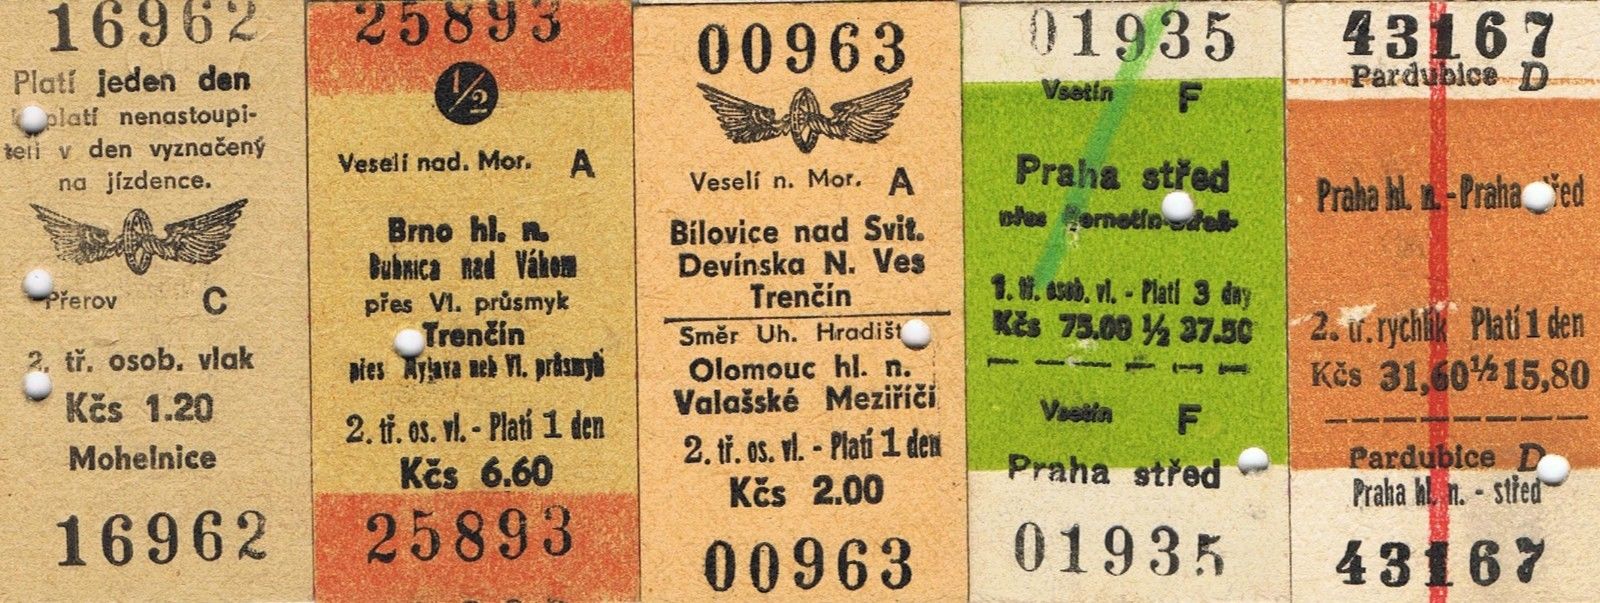 16962
Platí jeden den
platí nenastoupi-
telí v den vyznačený
na jízdence.
Přerov C
2. tř. osob. vlak
Kčs 1.20
Mohelnice
16962
25893
1/2
Veselí nad. Mor. A
Brno hl. n.
Dubnica nad Váhom
přes Vl. průsmyk
Trenčín
přes Myjava neb Vl. průsmyk
2. tř. os. vl. - Platí 1 den
Kčs 6.60
25893
00963
Veselí n. Mor. A
Bílovice nad Svit.
Devínska N. Ves
Trenčín
Směr Uh. Hradiště
Olomouc hl. n.
Valašské Meziříčí
2. tř. os. vl. - Platí 1 den
Kčs 2.00
00963
01935
Vsetín F
Praha střed
přes
1. tř. osob. vl. - Platí 3 dny
Kčs 75.00 ½ 37.50
Vsetín F
Praha střed
01935
43167
Pardubice D
Praha hl. n. - Praha střed
2. tř. rychlík Platí 1 den
Kčs 31,60 ½ 15,80
Pardubice D
Praha hl. n. - střed
43167